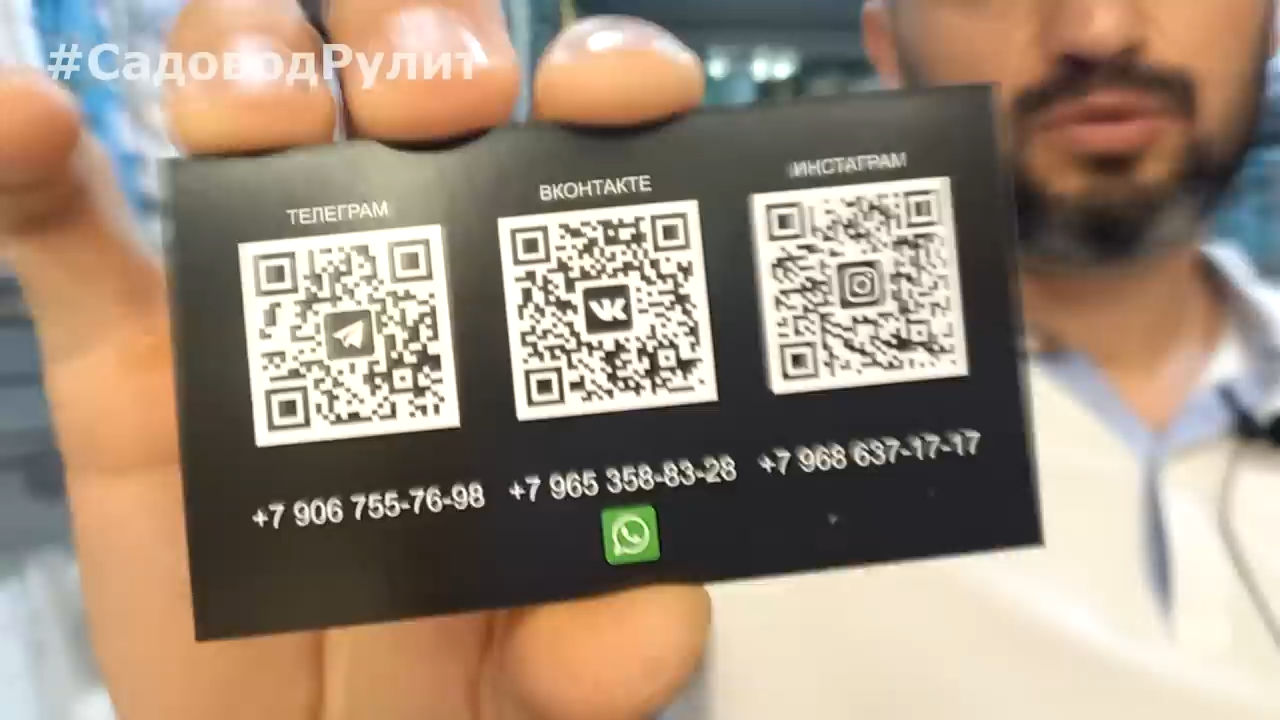 #СадоводРулит
ТЕЛЕГРАМ
ВКОНТАКТЕ
ИНСТАГРАМ
+7 906 755-76-98
+7 965 358-83-28
+7 968 637-17-17